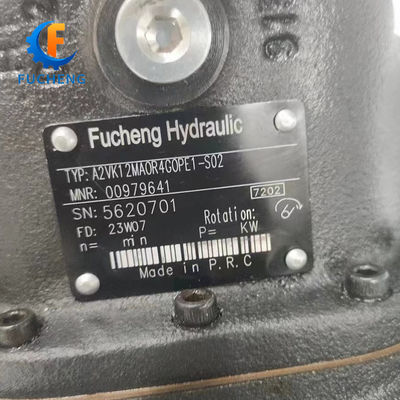 FUCHENG
Fucheng Hydraulic
TYP: A2VK12MAOR4GOPE1-S02
MNR: 00979641
7202
SN: 5620701
Rotation:
FD: 23W07
n= min P= KW
Made in P.R.C